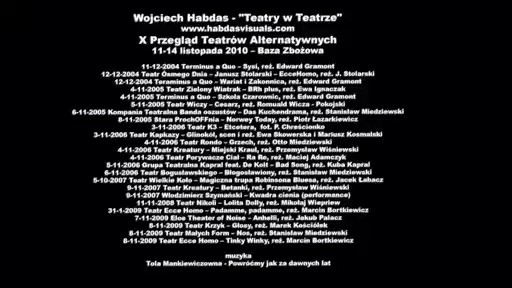 Wojciech Habdas - "Teatry w Teatrze"
www.habdasvisuals.com
X Przegląd Teatrów Alternatywnych
11-14 listopada 2010 – Baza Zbożowa
11-12-2004 Terminus a Quo – Sysi, reż. Edward Gramont
12-12-2004 Teatr Ósmego Dnia – Janusz Stolarski – EcceHomo, reż. J. Stolarski
12-12-2004 Teraminus a Quo – Wariat i Zakonnica, reż. Edward Gramont
4-11-2005 Teatr Zielony Wiatrak – BRh plus, reż. Ewa Ignaczak
4-11-2005 Terminus a Quo – Szkoła Czarownic, reż. Edward Gramont
5-11-2005 Teatr Wiczy – Cesarz, reż. Romuald Wicza - Pokojski
6-11-2005 Kompania Teatralna Banda oszustów – Das Kuchendrama, reż. Stanisław Miedziewski
8-11-2005 Stara ProchOFFnia – Norwey Today, reż. Piotr Łazarkiewicz
3-11-2006 Teatr K3 – Etcetera, fot. P. Chreścionko
3-11-2006 Teatr Kapkazy – Glinokół, scen i reż. Ewa Skowerska i Mariusz Kosmalski
4-11-2006 Teatr Rondo – Grzech, reż. Otto Miedziewski
4-11-2006 Teatr Kreatury – Miejski Kraul, reż. Przemysław Wiśniewski
4-11-2006 Teatr Porywacze Ciał – Ra Re, reż. Maciej Adamczyk
5-11-2006 Grupa Teatralna Kapral feat. De Kolt – Bad Song, reż. Kuba Kapral
6-11-2006 Teatr Bogusławskiego – Błogosławiony, reż. Stanisław Miedziewski
5-10-2007 Teatr Wielkie Koło – Magiczna trupa Robinsona Bluesa, reż. Jacek Łabacz
9-11-2007 Teatr Kreatury – Betanki, reż. Przemysław Wiśniewski
9-11-2007 Włodzimierz Szymański – Kwadra cienia (performence)
11-11-2008 Teatr Nikoli – Lolita Dolly, reż. Mikołaj Wiepriew
31-1-2009 Teatr Ecce Homo – Padamme, padamme, reż. Marcin Bortkiewicz
7-11-2009 Eloe Theater of Noise – Anhelli, reż. Jakub Pałacz
8-11-2009 Teatr Krzyk – Głosy, reż. Marek Kościółek
8-11-2009 Teatr Małych Form – Nos, reż. Stanisław Miedziewski
8-11-2009 Teatr Ecce Homo – Tinky Winky, reż. Marcin Bortkiewicz
muzyka
Tola Mankiewiczowna - Powróćmy jak za dawnych lat